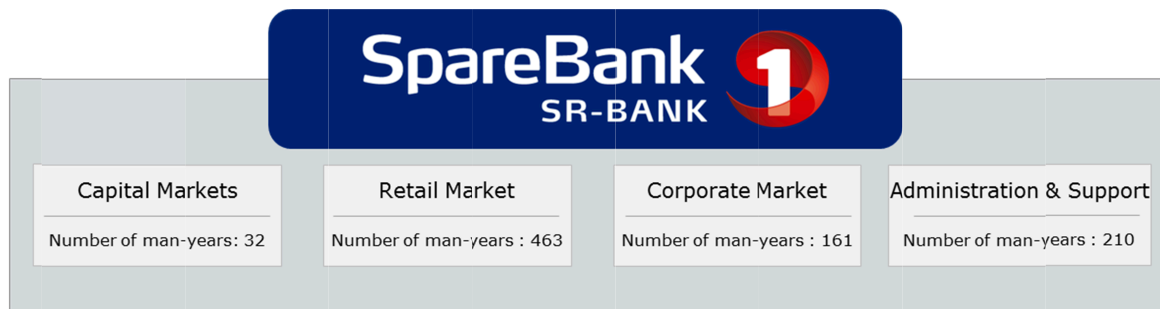 SpareBank 1
SR-BANK
Capital Markets
Number of man-years: 32
Retail Market
Number of man-years : 463
Corporate Market
Number of man-years : 161
Administration & Support
Number of man-years : 210